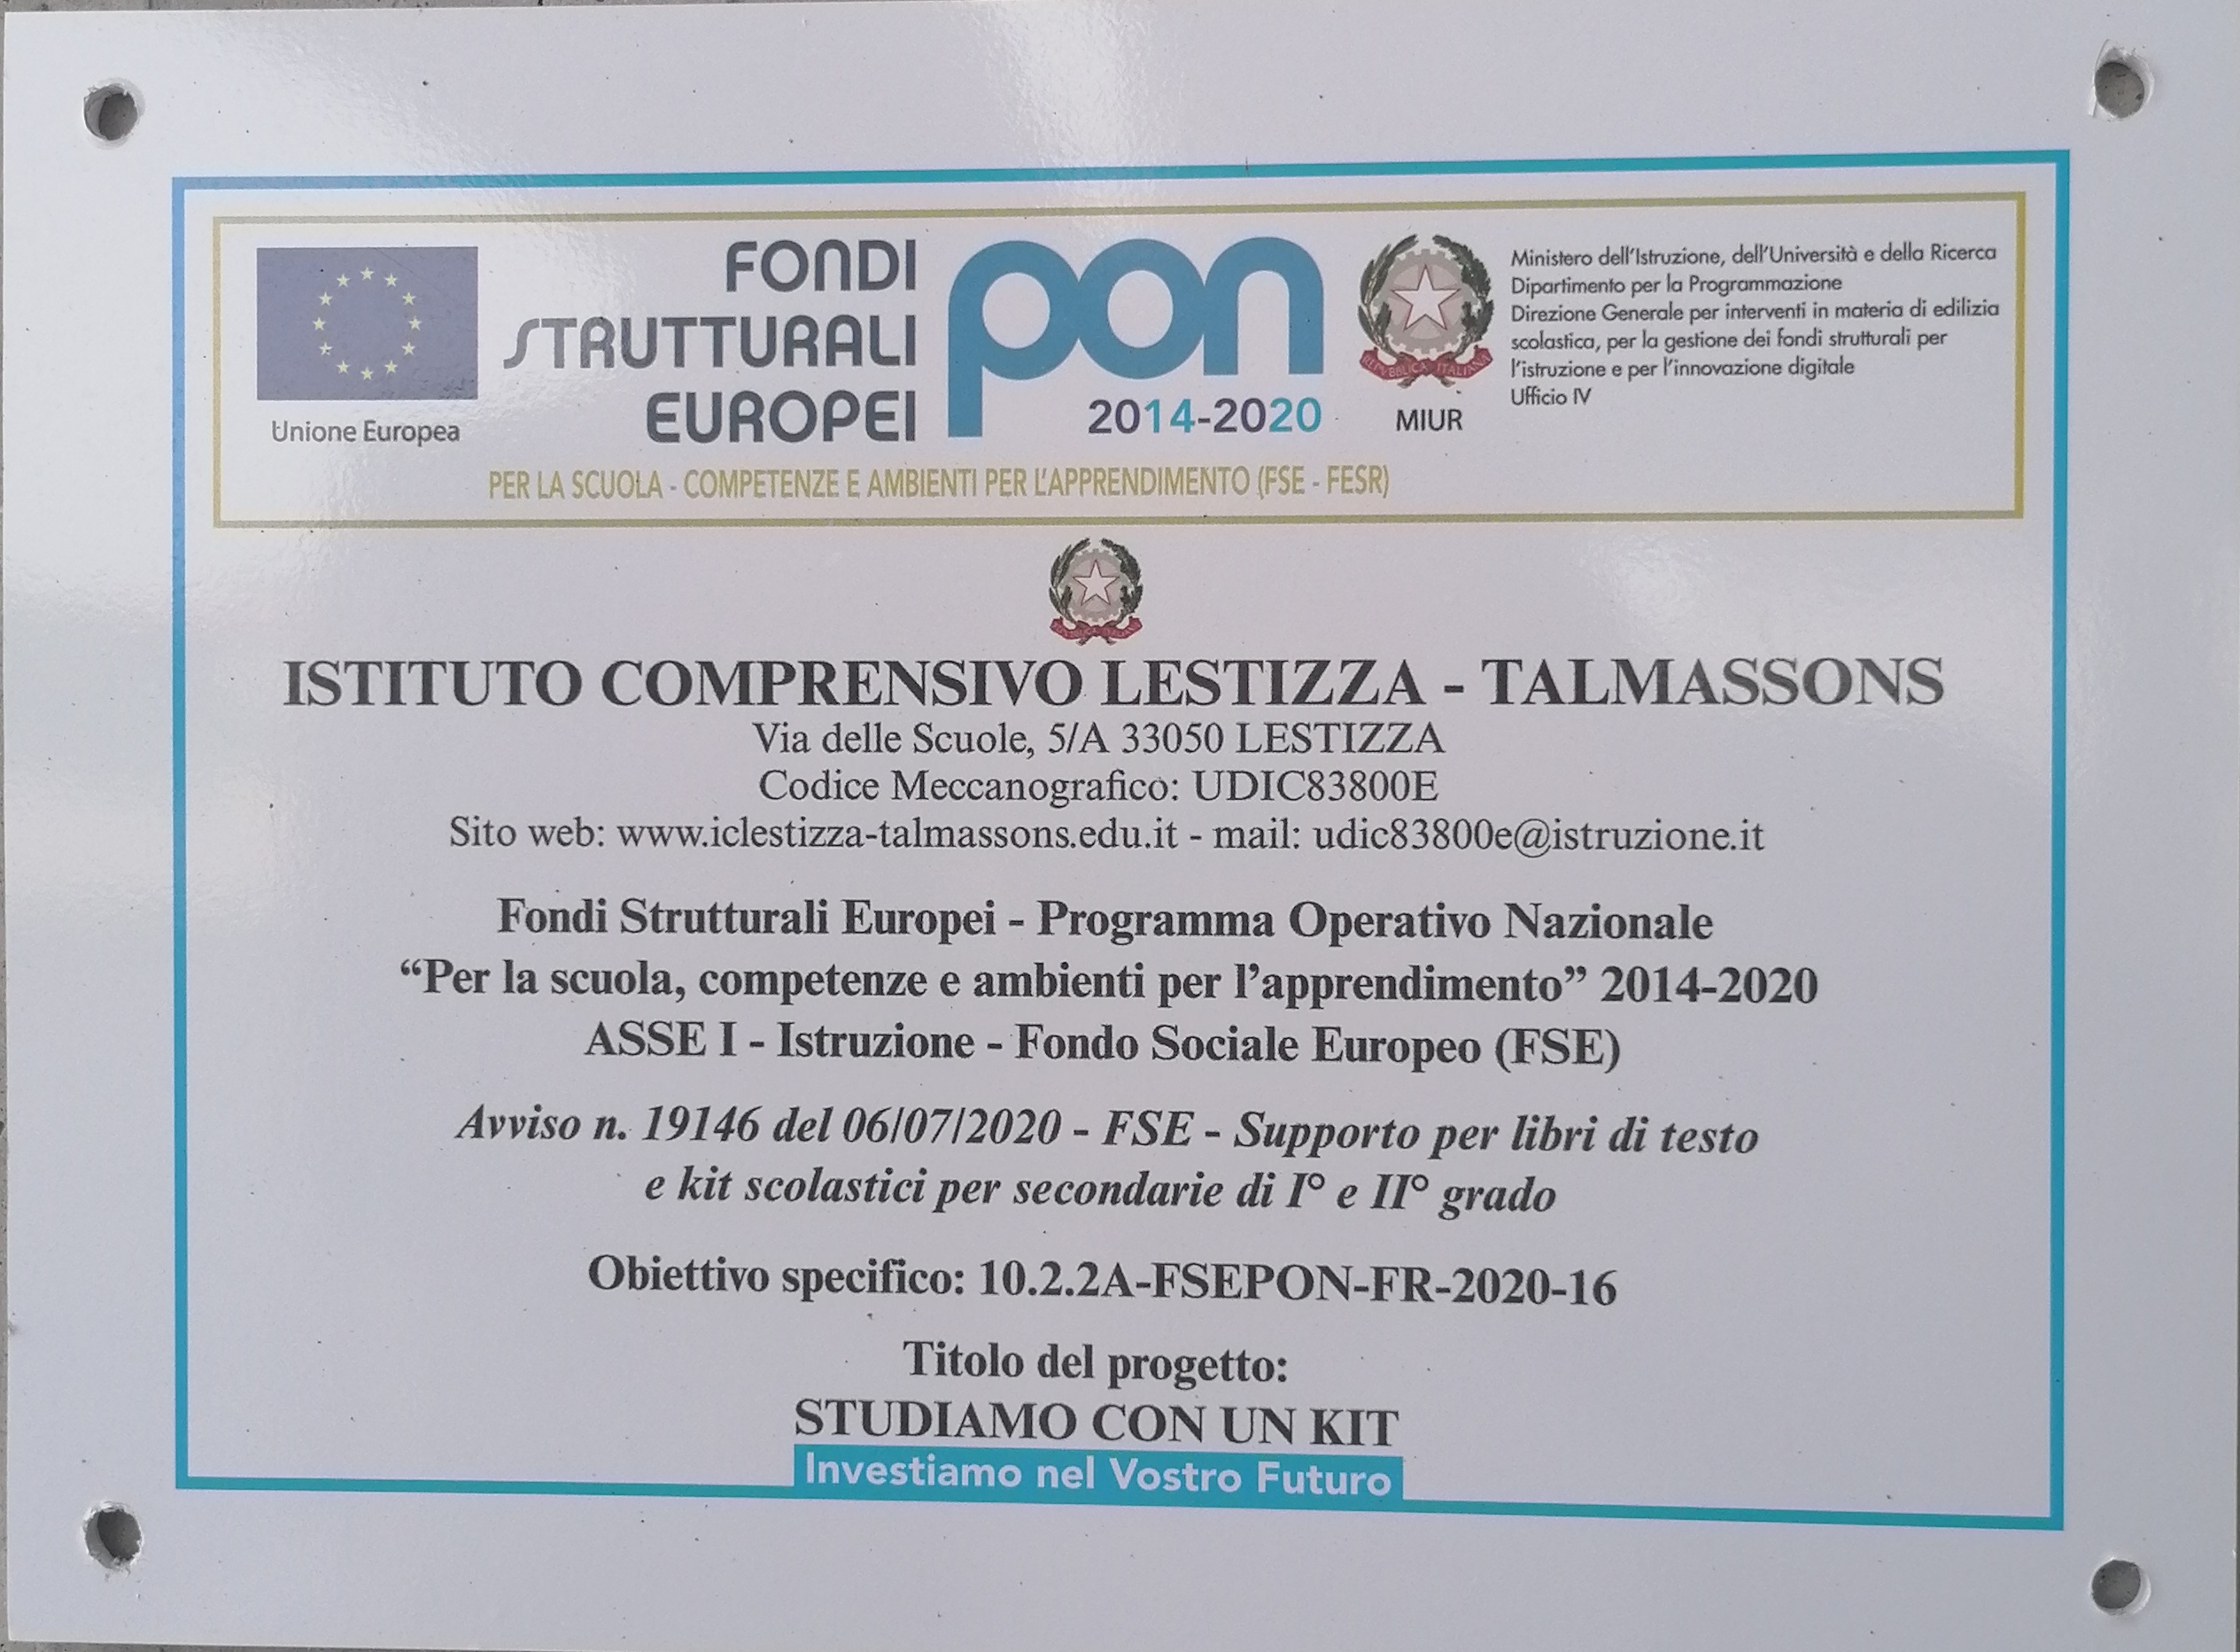 Unione Europea
FONDI
STRUTTURALI
EUROPEI
pon
2014-2020
REPVBBLICA ITALIANA
MIUR
Ministero dell'Istruzione, dell'Università e della Ricerca
Dipartimento per la Programmazione
Direzione Generale per interventi in materia di edilizia
scolastica, per la gestione dei fondi strutturali per
l'istruzione e per l'innovazione digitale
Ufficio IV
PER LA SCUOLA - COMPETENZE E AMBIENTI PER L'APPRENDIMENTO (FSE - FESR)
REPVBBLICA ITALIANA
ISTITUTO COMPRENSIVO LESTIZZA - TALMASSONS
Via delle Scuole, 5/A 33050 LESTIZZA
Codice Meccanografico: UDIC83800E
Sito web: www.iclestizza-talmassons.edu.it - mail: udic83800e@istruzione.it
Fondi Strutturali Europei - Programma Operativo Nazionale
“Per la scuola, competenze e ambienti per l’apprendimento” 2014-2020
ASSE I - Istruzione - Fondo Sociale Europeo (FSE)
Avviso n. 19146 del 06/07/2020 - FSE - Supporto per libri di testo
e kit scolastici per secondarie di I° e II° grado
Obiettivo specifico: 10.2.2A-FSEPON-FR-2020-16
Titolo del progetto:
STUDIAMO CON UN KIT
Investiamo nel Vostro Futuro